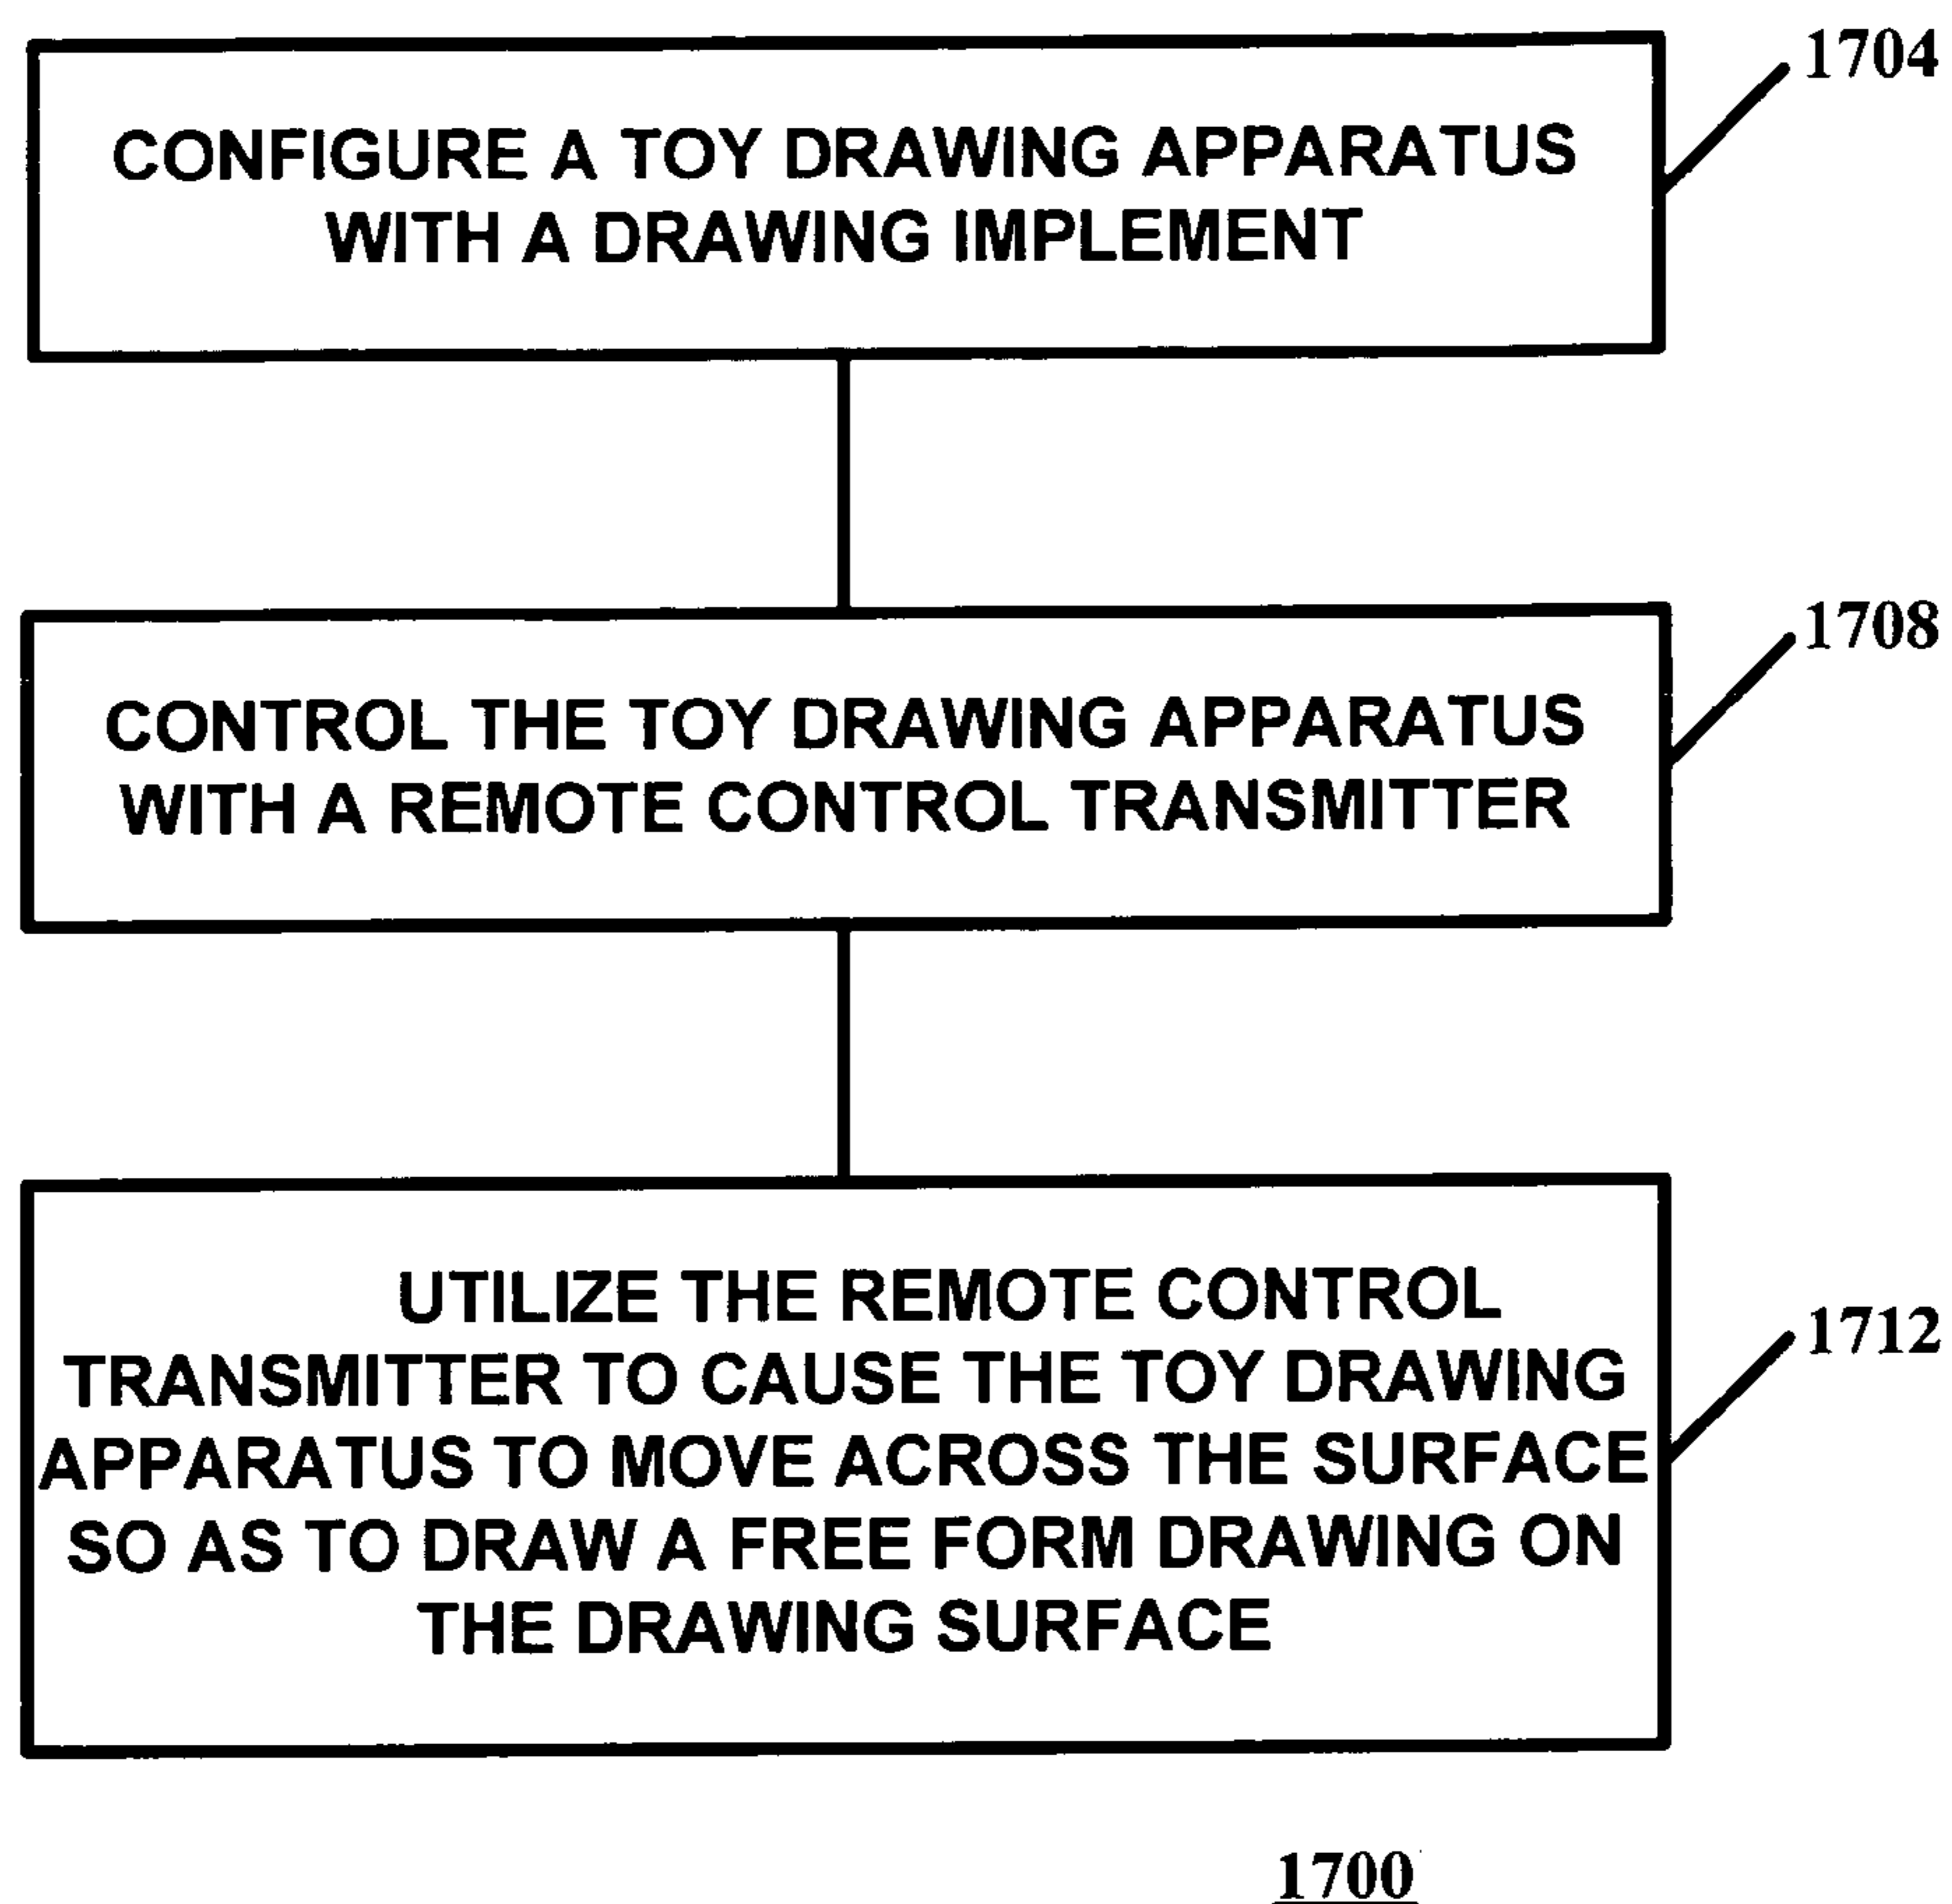 1704
CONFIGURE A TOY DRAWING APPARATUS
WITH A DRAWING IMPLEMENT
1708
CONTROL THE TOY DRAWING APPARATUS
WITH A REMOTE CONTROL TRANSMITTER
UTILIZE THE REMOTE CONTROL
1712
TRANSMITTER TO CAUSE THE TOY DRAWING
APPARATUS TO MOVE ACROSS THE SURFACE
SO AS TO DRAW A FREE FORM DRAWING ON
THE DRAWING SURFACE
1700